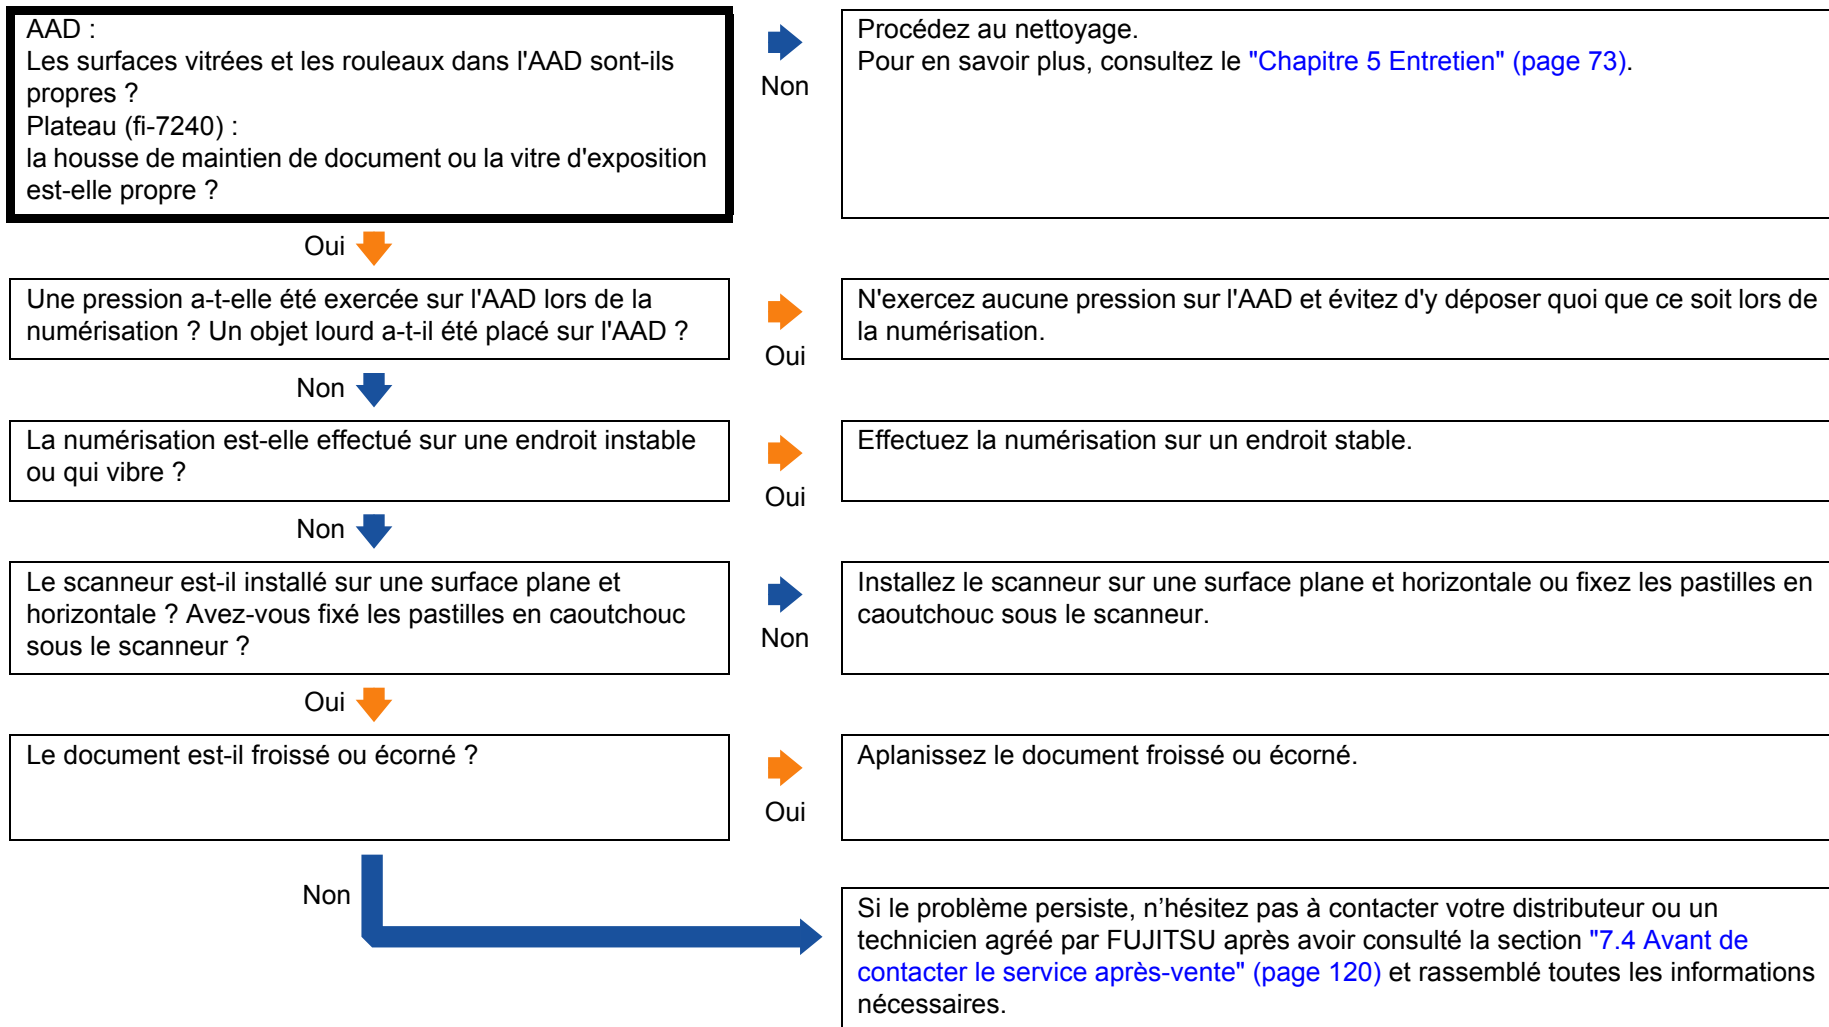 AAD :
Les surfaces vitrées et les rouleaux dans l'AAD sont-ils
propres ?
Plateau (fi-7240) :
la housse de maintien de document ou la vitre d'exposition
est-elle propre ?
Non
Procédez au nettoyage.
Pour en savoir plus, consultez le "Chapitre 5 Entretien" (page 73).
Oui
Une pression a-t-elle été exercée sur l'AAD lors de la
numérisation ? Un objet lourd a-t-il été placé sur l'AAD ?
Oui
N'exercez aucune pression sur l'AAD et évitez d'y déposer quoi que ce soit lors de
la numérisation.
Non
La numérisation est-elle effectué sur une endroit instable
ou qui vibre ?
Oui
Effectuez la numérisation sur un endroit stable.
Non
Le scanneur est-il installé sur une surface plane et
horizontale ? Avez-vous fixé les pastilles en caoutchouc
sous le scanneur ?
Non
Installez le scanneur sur une surface plane et horizontale ou fixez les pastilles en
caoutchouc sous le scanneur.
Oui
Le document est-il froissé ou écorné ?
Oui
Aplanissez le document froissé ou écorné.
Non
Si le problème persiste, n’hésitez pas à contacter votre distributeur ou un
technicien agréé par FUJITSU après avoir consulté la section "7.4 Avant de
contacter le service après-vente" (page 120) et rassemblé toutes les informations
nécessaires.